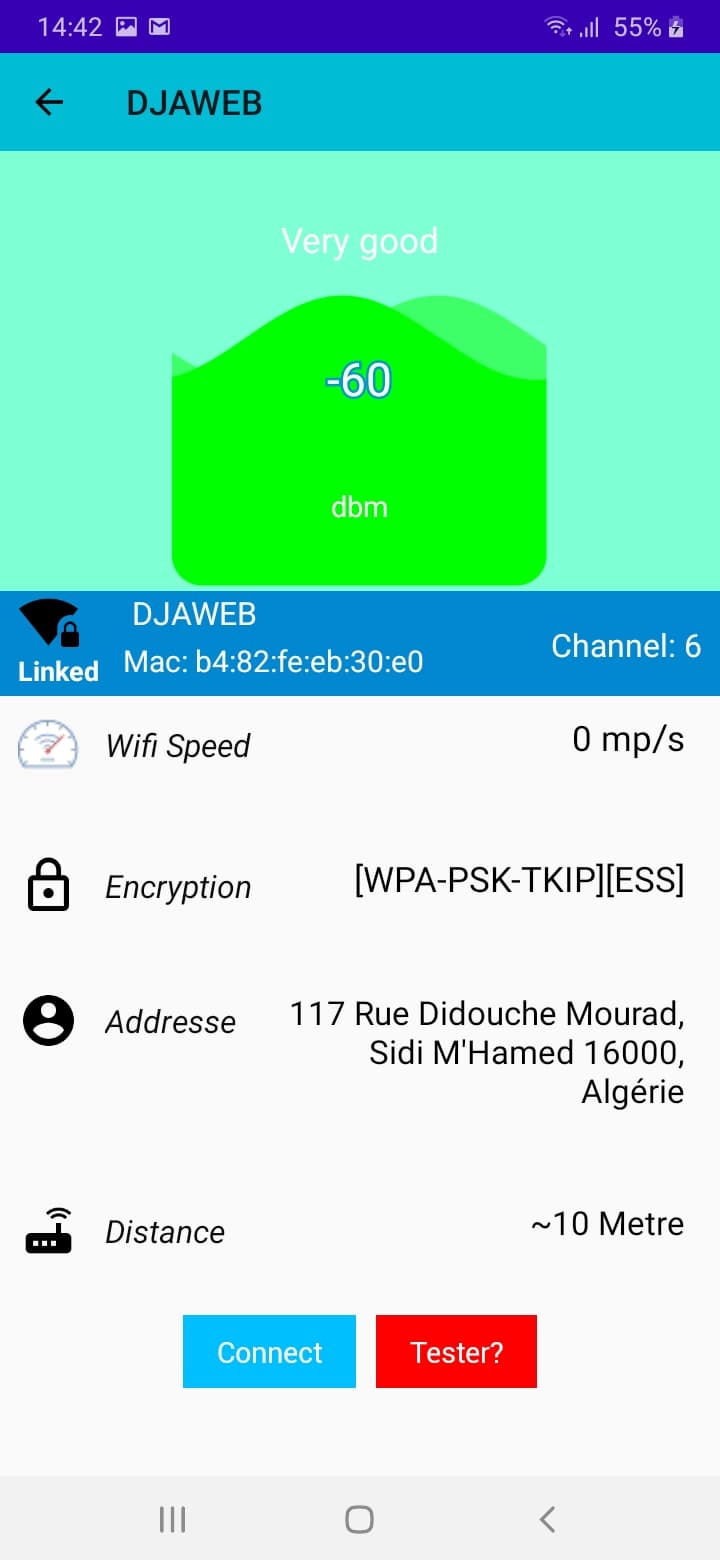 14:42
55%
DJAWEB
Very good
-60
dbm
DJAWEB
Linked
Mac: b4:82:fe:eb:30:e0
Channel: 6
Wifi Speed
0 mp/s
Encryption
[WPA-PSK-TKIP][ESS]
Addresse
117 Rue Didouche Mourad,
Sidi M'Hamed 16000,
Algérie
Distance
~10 Metre
Connect
Tester?